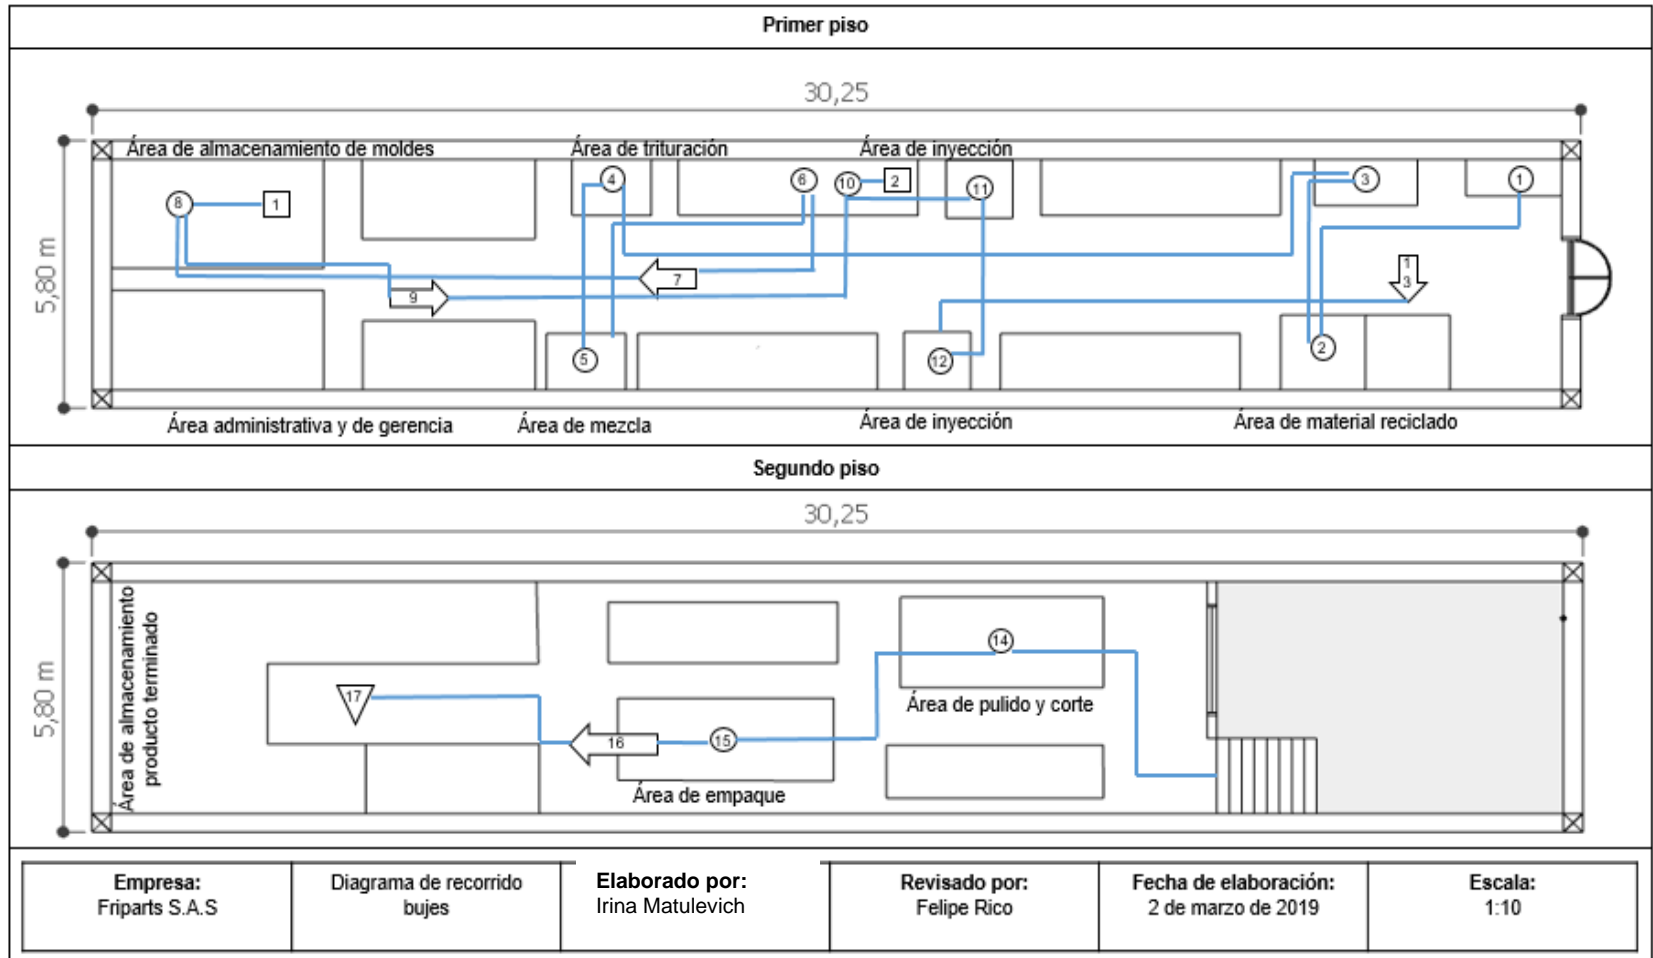 Primer piso
30,25
5,80 m
Área de almacenamiento de moldes
Área de trituración
Área de inyección
8
1
4
6
10
2
11
3
1
7
9
1
3
5
12
2
Área administrativa y de gerencia
Área de mezcla
Área de inyección
Área de material reciclado
Segundo piso
30,25
5,80 m
Área de almacenamiento
producto terminado
17
16
15
14
Área de pulido y corte
Área de empaque
Empresa:
Friparts S.A.S
Diagrama de recorrido
bujes
Elaborado por:
Irina Matulevich
Revisado por:
Felipe Rico
Fecha de elaboración:
2 de marzo de 2019
Escala:
1:10